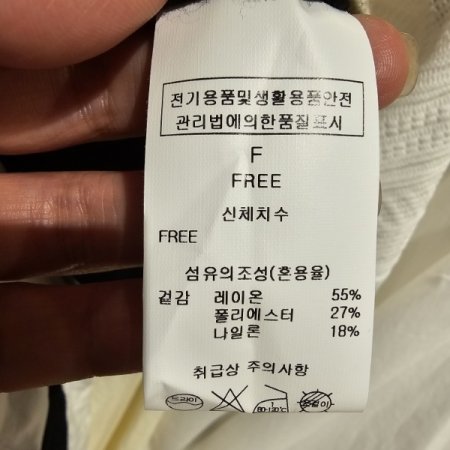 전기용품및생활용품안전
관리법에의한품질표시
F
FREE
신체치수
FREE
섬유의조성(혼용율)
겉감 레이온 55%
폴리에스터 27%
나일론 18%
취급상 주의사항
드라이